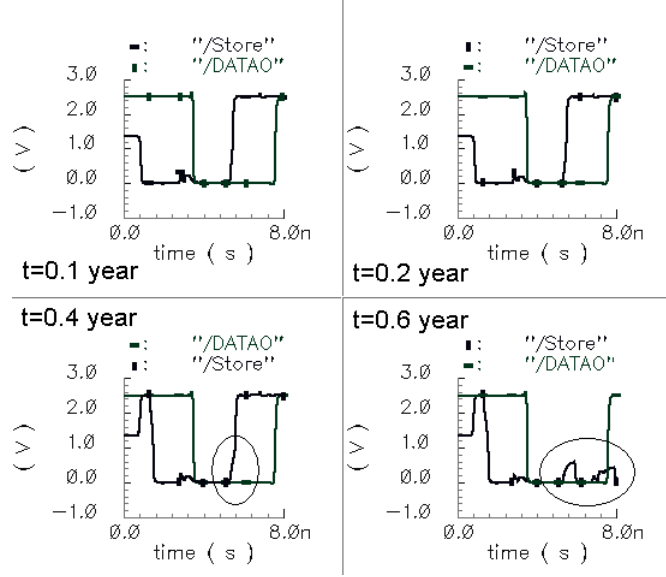 ▬ : "/Store"
▮ : "/DATAO"
3.0
2.0
1.0
0.0
−1.0
( V )
0.0 8.0n
time ( s )
t=0.1 year
▮ : "/Store"
▬ : "/DATAO"
3.0
2.0
1.0
0.0
−1.0
( V )
0.0 8.0n
time ( s )
t=0.2 year
t=0.4 year
▬ : "/DATAO"
▮ : "/Store"
3.0
2.0
1.0
0.0
−1.0
( V )
0.0 8.0n
time ( s )
t=0.6 year
▮ : "/Store"
▬ : "/DATAO"
3.0
2.0
1.0
0.0
−1.0
( V )
0.0 8.0n
time ( s )